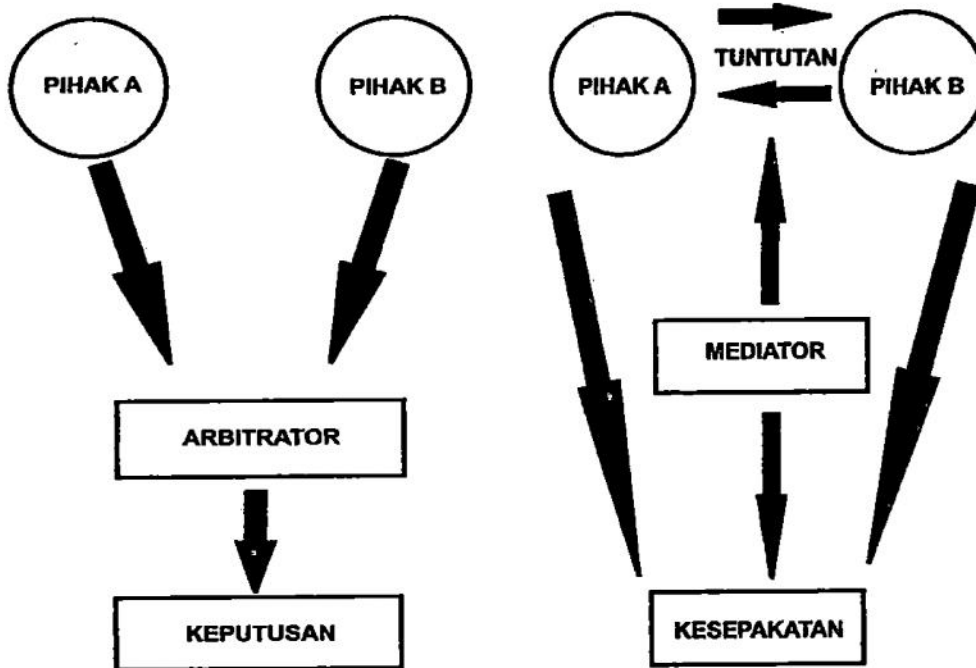 PIHAK A
PIHAK B
ARBITRATOR
KEPUTUSAN
PIHAK A
TUNTUTAN
PIHAK B
MEDIATOR
KESEPAKATAN